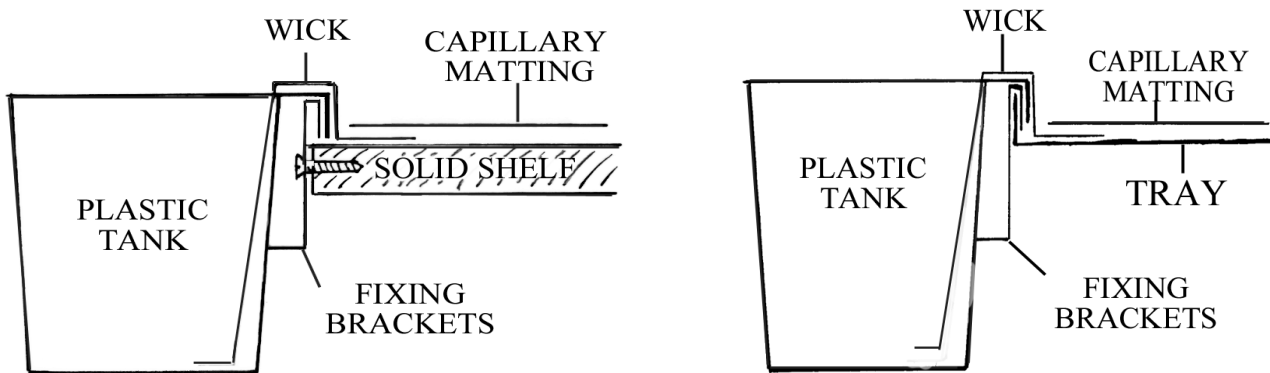 WICK
CAPILLARY
MATTING
SOLID SHELF
PLASTIC
TANK
FIXING
BRACKETS
WICK
CAPILLARY
MATTING
PLASTIC
TANK
TRAY
FIXING
BRACKETS